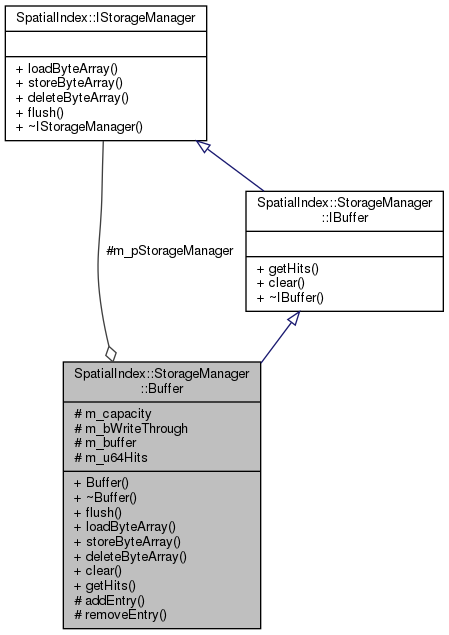 SpatialIndex::IStorageManager
+ loadByteArray()
+ storeByteArray()
+ deleteByteArray()
+ flush()
+ ~IStorageManager()
SpatialIndex::StorageManager
::IBuffer
+ getHits()
+ clear()
+ ~IBuffer()
#m_pStorageManager
SpatialIndex::StorageManager
::Buffer
# m_capacity
# m_bWriteThrough
# m_buffer
# m_u64Hits
+ Buffer()
+ ~Buffer()
+ flush()
+ loadByteArray()
+ storeByteArray()
+ deleteByteArray()
+ clear()
+ getHits()
# addEntry()
# removeEntry()